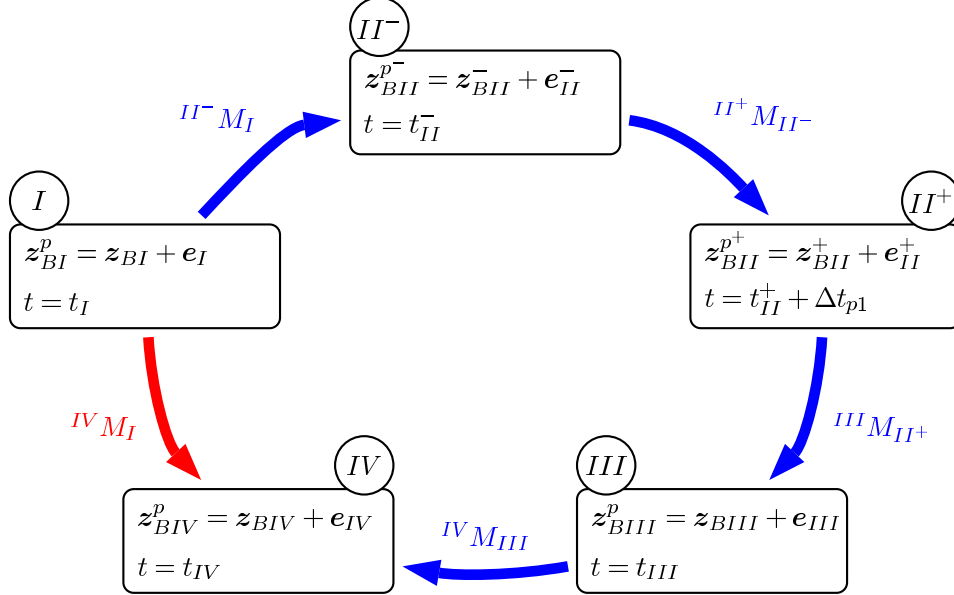 II⁻
z^{p⁻}_{BII} = z⁻_{BII} + e⁻_{II}
t = t⁻_{II}
^{II⁻}M_I
^{II⁺}M_{II⁻}
I
z^p_{BI} = z_{BI} + e_I
t = t_I
II⁺
z^{p⁺}_{BII} = z⁺_{BII} + e⁺_{II}
t = t⁺_{II} + Δt_{p1}
^{IV}M_I
^{III}M_{II⁺}
IV
z^p_{BIV} = z_{BIV} + e_{IV}
t = t_{IV}
^{IV}M_{III}
III
z^p_{BIII} = z_{BIII} + e_{III}
t = t_{III}